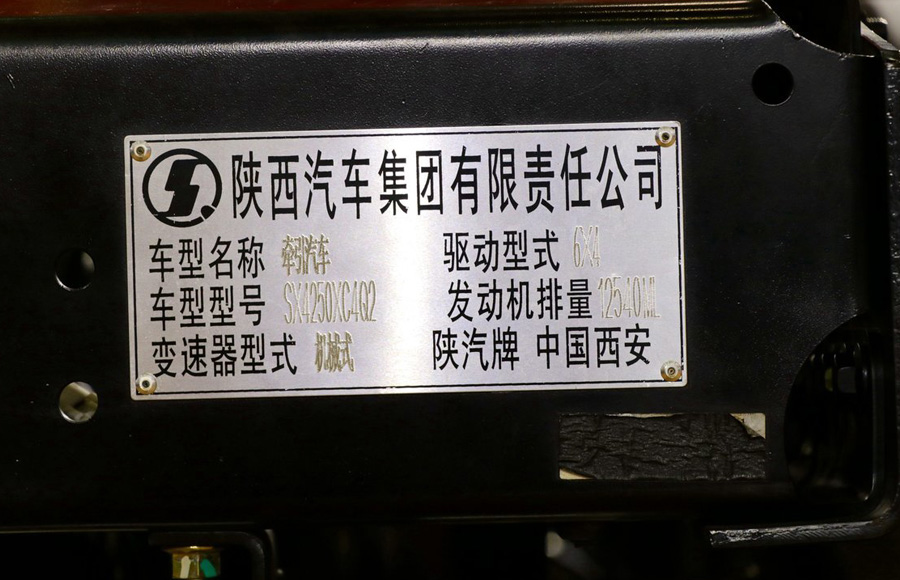 陕西汽车集团有限责任公司
车型名称 牵引汽车 驱动型式 6X4
车型型号 SX4250XC4Q2 发动机排量 12540ML
变速器型式 机械式 陕汽牌 中国西安